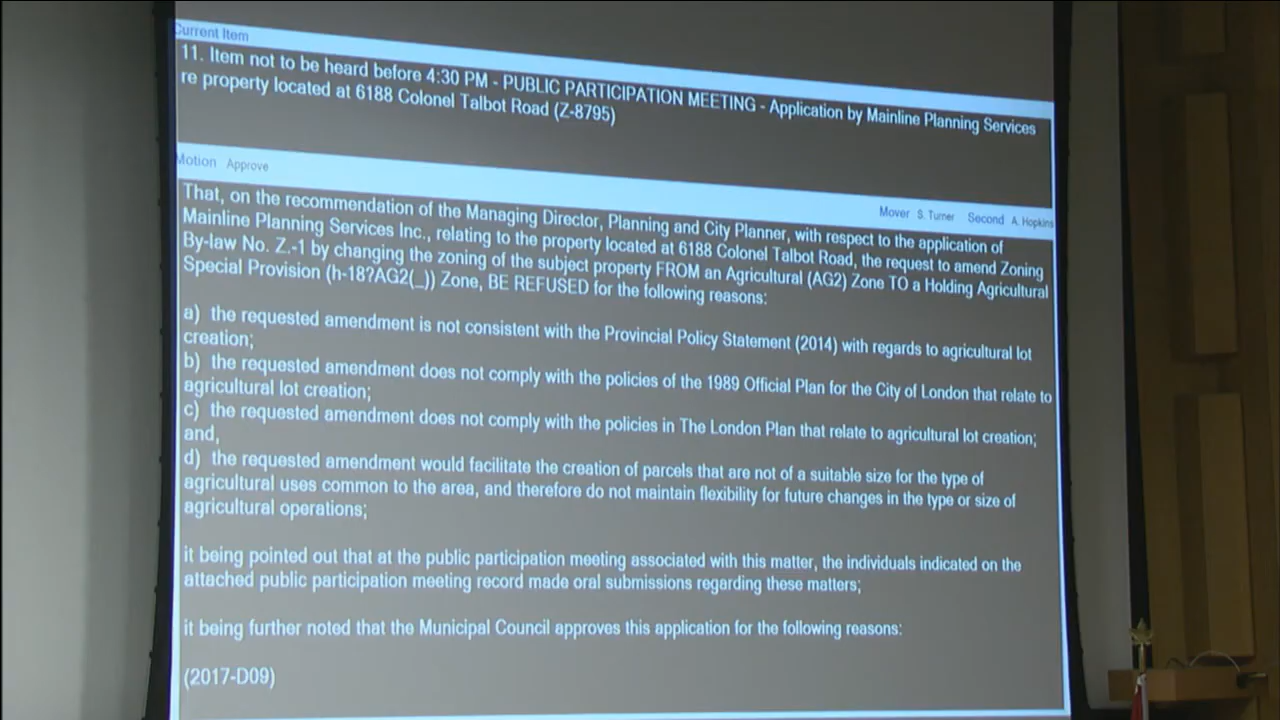 Current Item
11. Item not to be heard before 4:30 PM - PUBLIC PARTICIPATION MEETING - Application by Mainline Planning Services
re property located at 6188 Colonel Talbot Road (Z-8795)
Motion Approve
Mover S. Turner Second A. Hopkins
That, on the recommendation of the Managing Director, Planning and City Planner, with respect to the application of
Mainline Planning Services Inc., relating to the property located at 6188 Colonel Talbot Road, the request to amend Zoning
By-law No. Z.-1 by changing the zoning of the subject property FROM an Agricultural (AG2) Zone TO a Holding Agricultural
Special Provision (h-18?AG2(_)) Zone, BE REFUSED for the following reasons:
a) the requested amendment is not consistent with the Provincial Policy Statement (2014) with regards to agricultural lot
creation;
b) the requested amendment does not comply with the policies of the 1989 Official Plan for the City of London that relate to
agricultural lot creation;
c) the requested amendment does not comply with the policies in The London Plan that relate to agricultural lot creation;
and,
d) the requested amendment would facilitate the creation of parcels that are not of a suitable size for the type of
agricultural uses common to the area, and therefore do not maintain flexibility for future changes in the type or size of
agricultural operations;
it being pointed out that at the public participation meeting associated with this matter, the individuals indicated on the
attached public participation meeting record made oral submissions regarding these matters;
it being further noted that the Municipal Council approves this application for the following reasons:
(2017-D09)